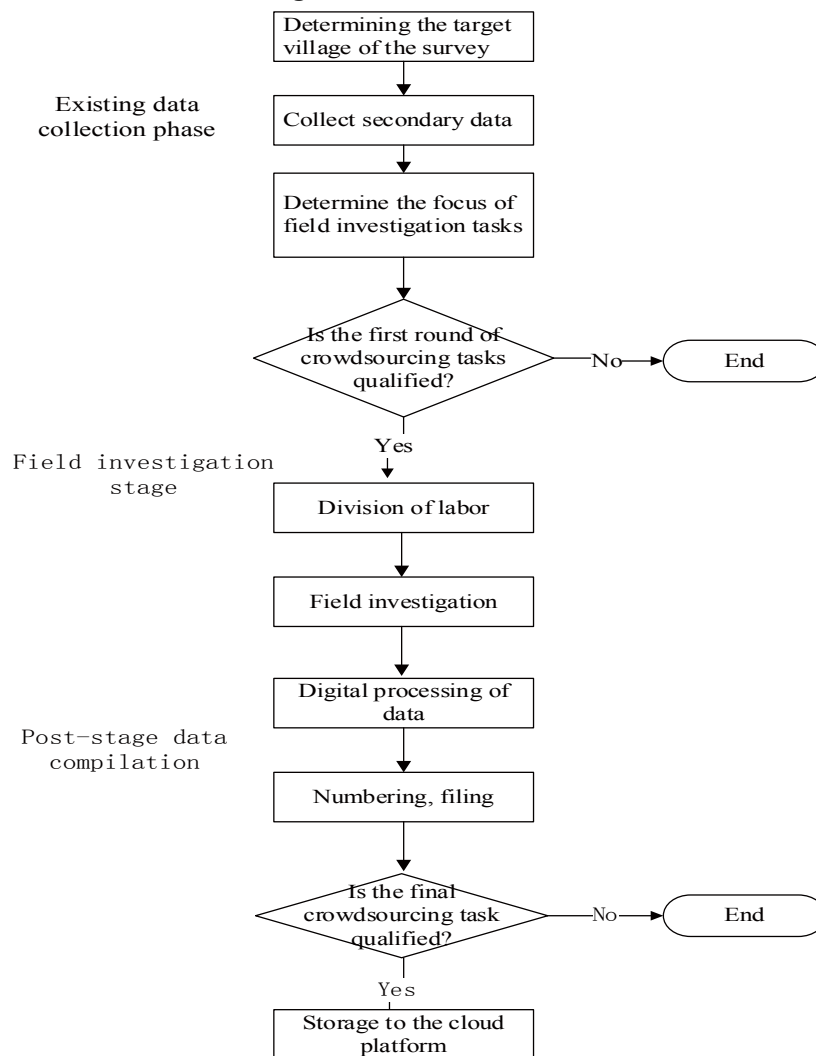 Determining the target
village of the survey
Existing data
collection phase
Collect secondary data
Determine the focus of
field investigation tasks
Is the first round of
crowdsourcing tasks
qualified?
No
End
Yes
Field investigation
stage
Division of labor
Field investigation
Digital processing of
data
Post-stage data
compilation
Numbering, filing
Is the final
crowdsourcing task
qualified?
No
End
Yes
Storage to the cloud
platform